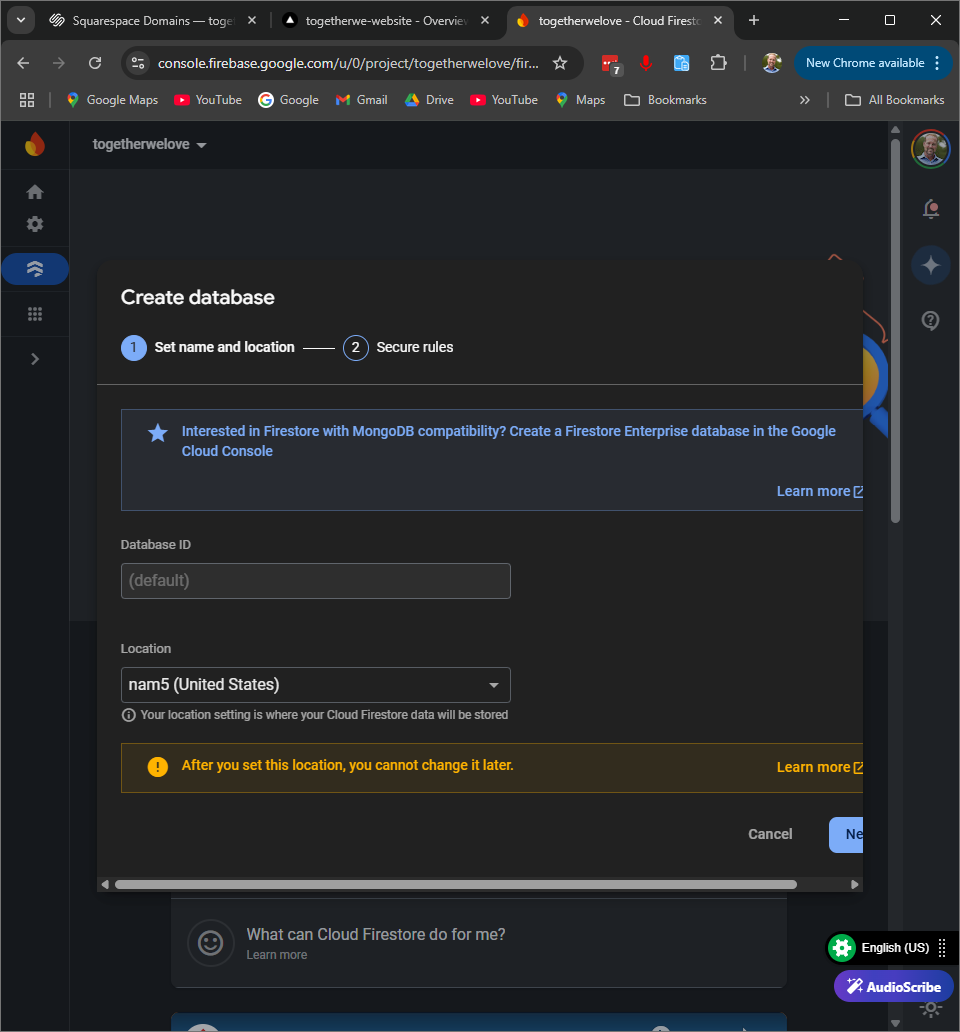 Squarespace Domains — toget
togetherwe-website - Overview
togetherwelove - Cloud Firesto
console.firebase.google.com/u/0/project/togetherwelove/fir...
7
New Chrome available
Google Maps
YouTube
Google
Gmail
Drive
YouTube
Maps
Bookmarks
»
All Bookmarks
togetherwelove
Create database
1
Set name and location
2
Secure rules
Interested in Firestore with MongoDB compatibility? Create a Firestore Enterprise database in the Google
Cloud Console
Learn more
Database ID
(default)
Location
nam5 (United States)
Your location setting is where your Cloud Firestore data will be stored
After you set this location, you cannot change it later.
Learn more
Cancel
Ne
What can Cloud Firestore do for me?
Learn more
English (US)
AudioScribe